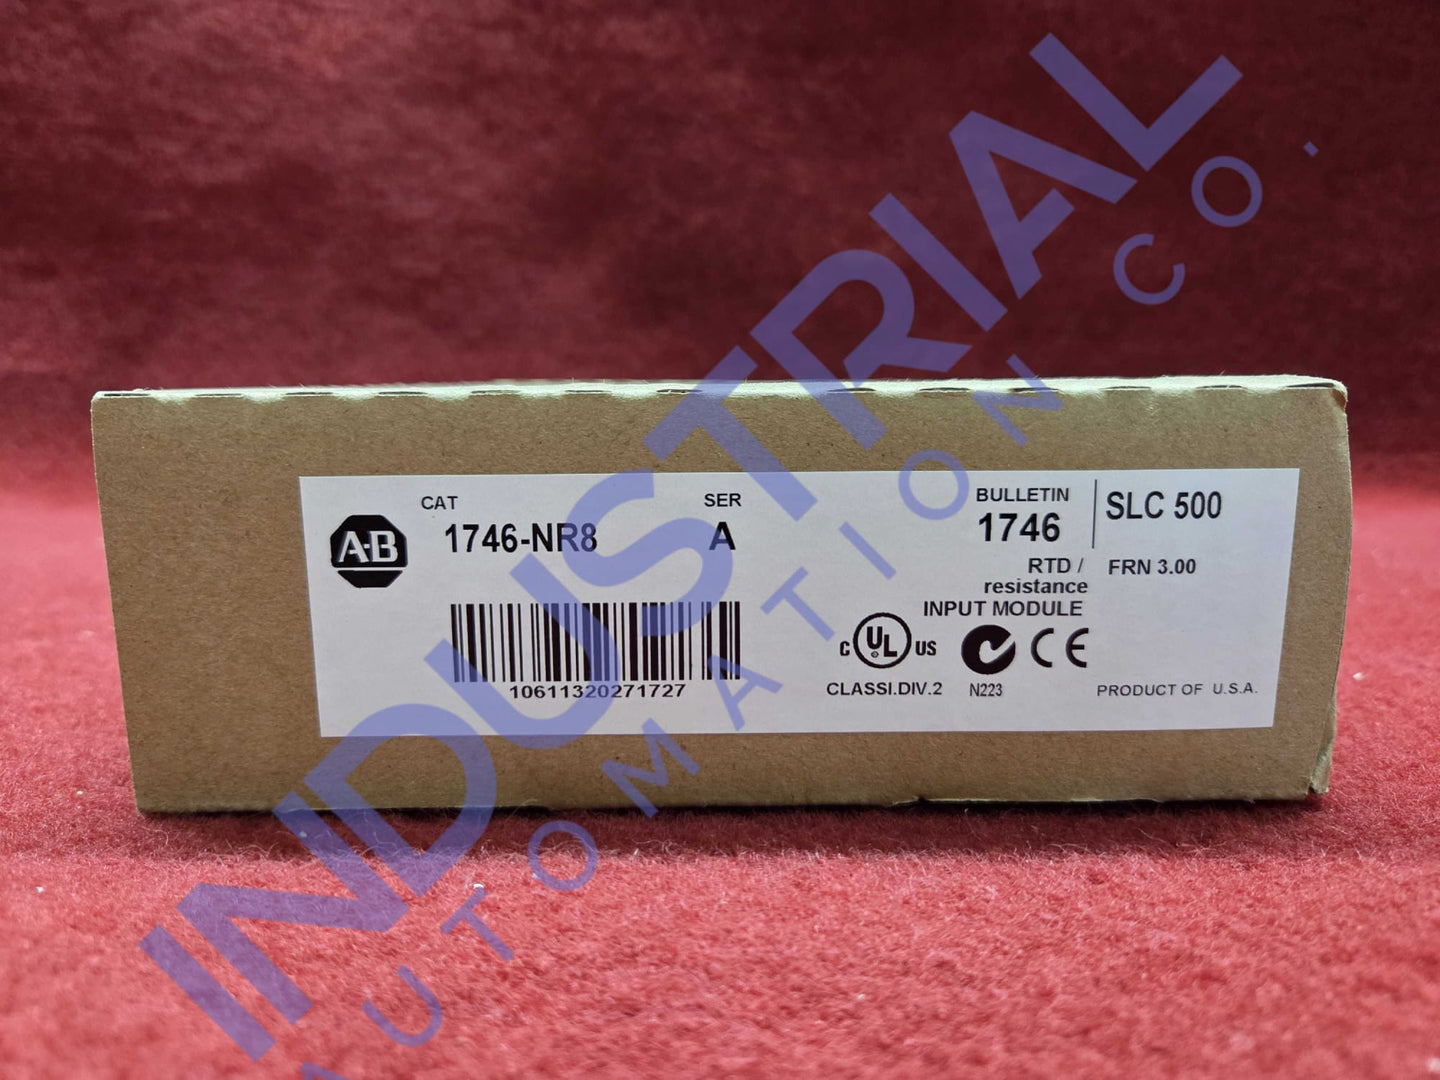 CAT
1746-NR8
SER
A
BULLETIN
1746
SLC 500
RTD /
resistance
INPUT MODULE
FRN 3.00
A-B
10611320271727
C UL US
CLASSI.DIV.2
N223
CE
PRODUCT OF U.S.A.
INDUSTRIAL
AUTOMATION CO.